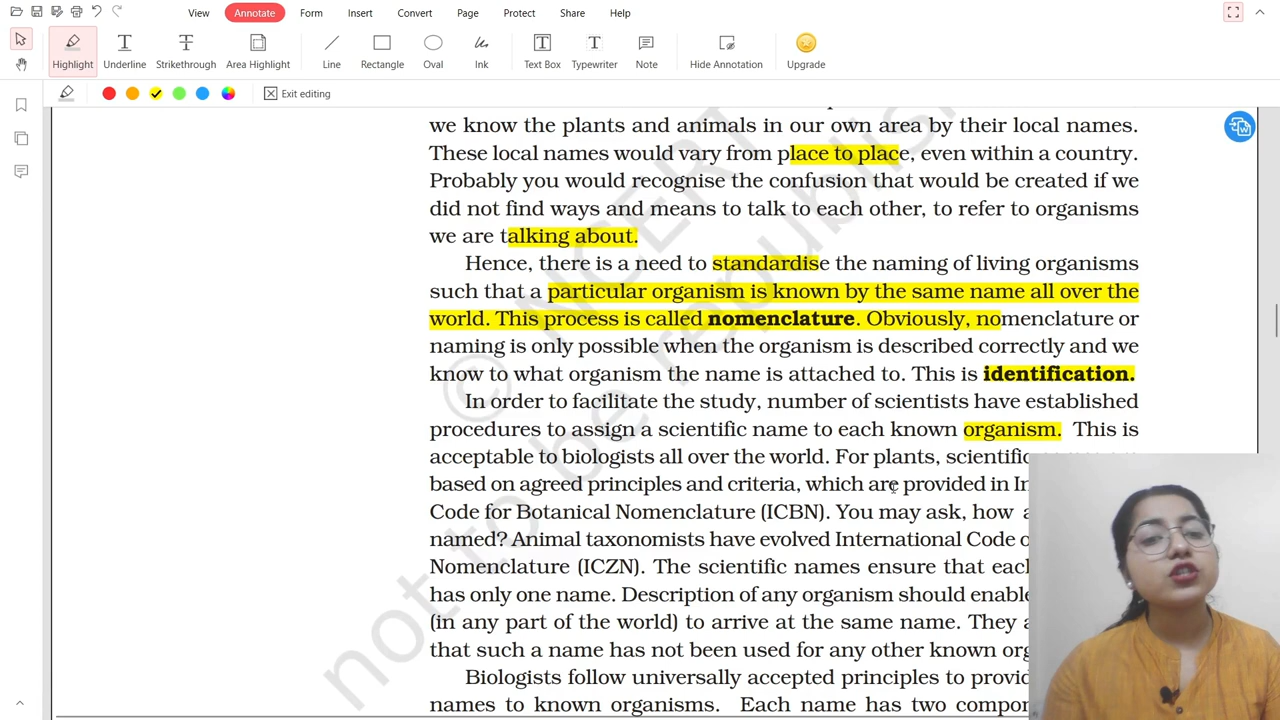 View Annotate Form Insert Convert Page Protect Share Help
Highlight Underline Strikethrough Area Highlight Line Rectangle Oval Ink Text Box Typewriter Note Hide Annotation Upgrade
Exit editing
we know the plants and animals in our own area by their local names.
These local names would vary from place to place, even within a country.
Probably you would recognise the confusion that would be created if we
did not find ways and means to talk to each other, to refer to organisms
we are talking about.
Hence, there is a need to standardise the naming of living organisms
such that a particular organism is known by the same name all over the
world. This process is called nomenclature. Obviously, nomenclature or
naming is only possible when the organism is described correctly and we
know to what organism the name is attached to. This is identification.
In order to facilitate the study, number of scientists have established
procedures to assign a scientific name to each known organism. This is
acceptable to biologists all over the world. For plants, scientific
based on agreed principles and criteria, which are provided in
Code for Botanical Nomenclature (ICBN). You may ask, how
named? Animal taxonomists have evolved International Code
Nomenclature (ICZN). The scientific names ensure that
has only one name. Description of any organism should enable
(in any part of the world) to arrive at the same name. They
that such a name has not been used for any other known
Biologists follow universally accepted principles to
names to known organisms. Each name has two
© NCERT
not to be republish